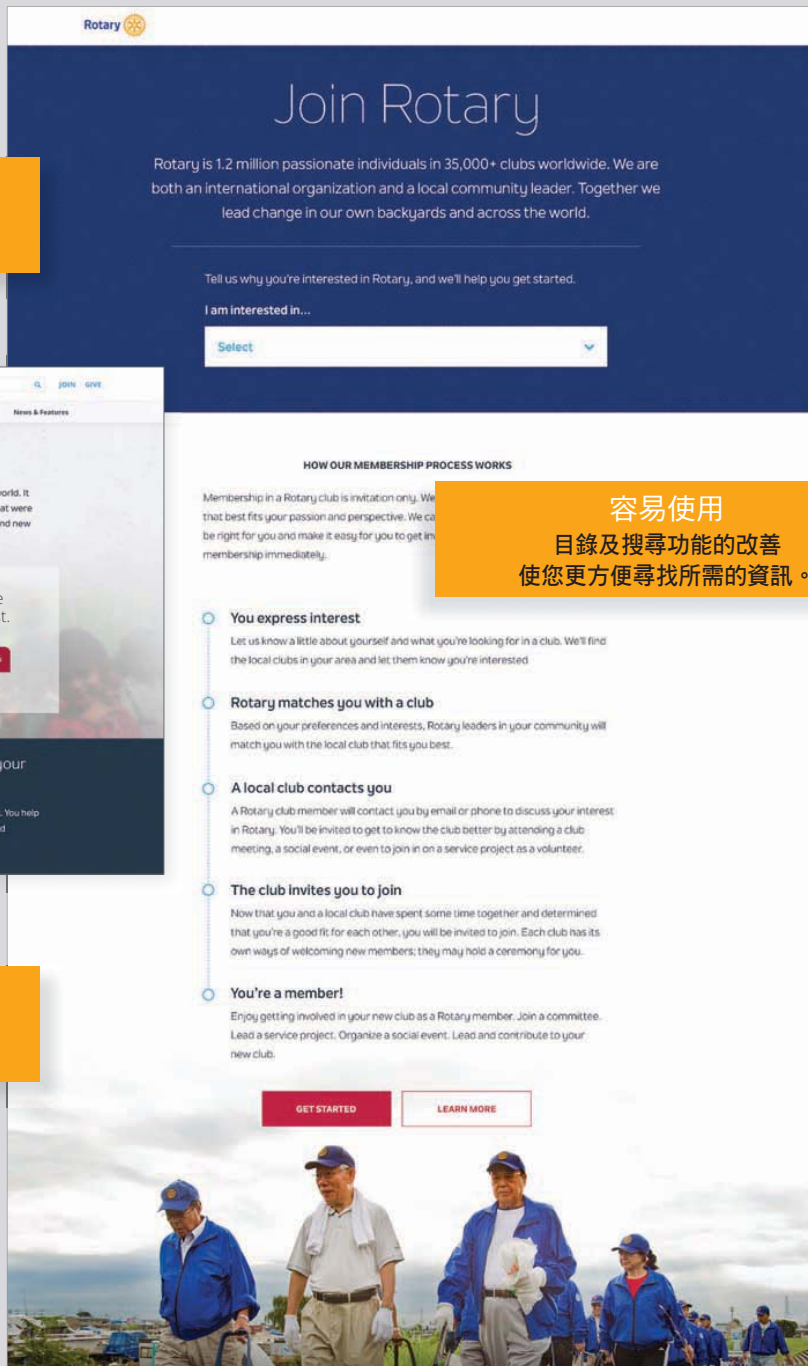 Rotary
Join Rotary
Rotary is 1.2 million passionate individuals in 35,000+ clubs worldwide. We are
both an international organization and a local community leader. Together we
lead change in our own backyards and across the world.
Tell us why you're interested in Rotary, and we'll help you get started.
I am interested in...
Select
JOIN GIVE
News & Features
world. It
at were
nd new
e
t.
your
. You help
d
HOW OUR MEMBERSHIP PROCESS WORKS
Membership in a Rotary club is invitation only. We
that best fits your passion and perspective. We ca
be right for you and make it easy for you to get in
membership immediately.
容易使用
目錄及搜尋功能的改善
使您更方便尋找所需的資訊。
You express interest
Let us know a little about yourself and what you're looking for in a club. We'll find
the local clubs in your area and let them know you're interested
Rotary matches you with a club
Based on your preferences and interests, Rotary leaders in your community will
match you with the local club that fits you best.
A local club contacts you
A Rotary club member will contact you by email or phone to discuss your interest
in Rotary. You'll be invited to get to know the club better by attending a club
meeting, a social event, or even to join in on a service project as a volunteer.
The club invites you to join
Now that you and a local club have spent some time together and determined
that you're a good fit for each other, you will be invited to join. Each club has its
own ways of welcoming new members; they may hold a ceremony for you.
You're a member!
Enjoy getting involved in your new club as a Rotary member. Join a committee.
Lead a service project. Organize a social event. Lead and contribute to your
new club.
GET STARTED
LEARN MORE